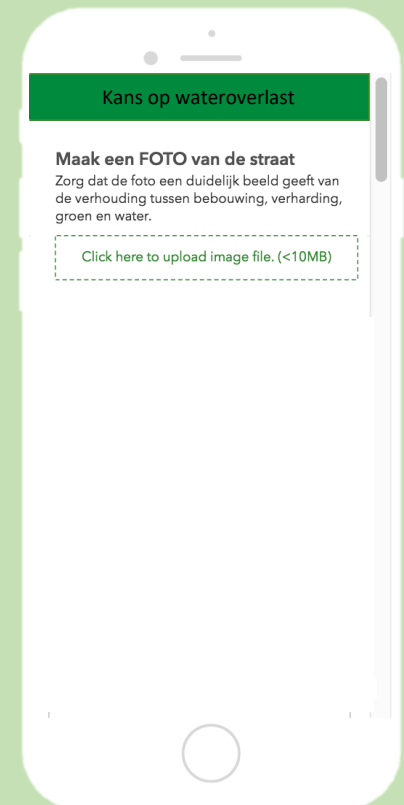 Kans op wateroverlast
Maak een FOTO van de straat
Zorg dat de foto een duidelijk beeld geeft van
de verhouding tussen bebouwing, verharding,
groen en water.
Click here to upload image file. (<10MB)